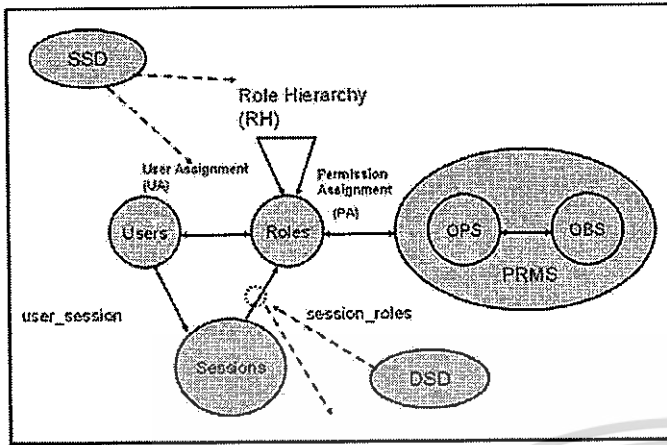 SSD
Role Hierarchy
(RH)
User Assignment
(UA)
Permission
Assignment
(PA)
Users
Roles
OPS
OBS
PRMS
user_session
session_roles
Sessions
DSD